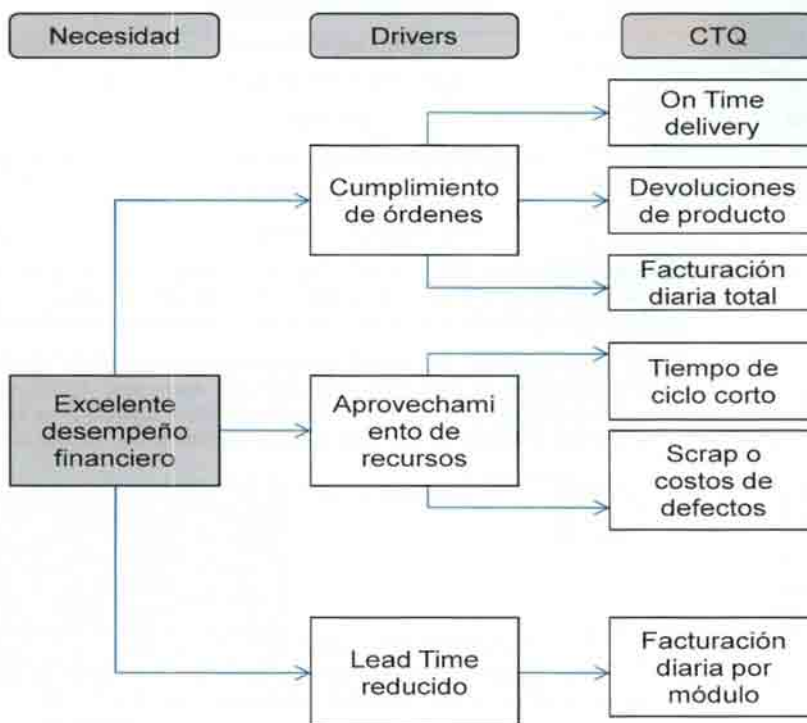 Necesidad
Drivers
CTQ
On Time
delivery
Cumplimiento
de órdenes
Devoluciones
de producto
Facturación
diaria total
Tiempo de
ciclo corto
Excelente
desempeño
financiero
Aprovechami
ento de
recursos
Scrap o
costos de
defectos
Lead Time
reducido
Facturación
diaria por
módulo